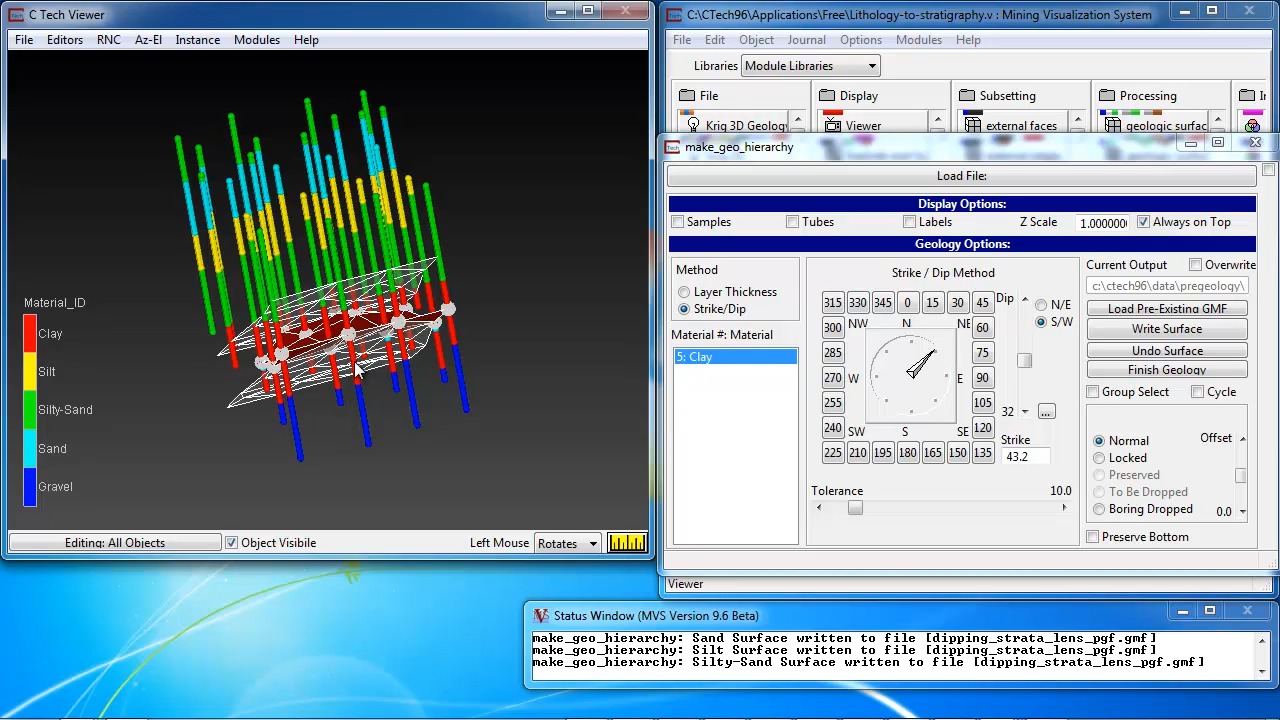 C Tech Viewer
File Editors RNC Az-El Instance Modules Help
Material_ID
Clay
Silt
Silty-Sand
Sand
Gravel
Editing: All Objects
Object Visibile
Left Mouse Rotates
C:\CTech96\Applications\Free\Lithology-to-stratigraphy.v : Mining Visualization System
File Edit Object Journal Options Modules Help
Libraries Module Libraries
File Display Subsetting Processing
Krig 3D Geology Viewer external faces geologic surfac
make_geo_hierarchy
Load File:
Display Options:
Samples Tubes Labels Z Scale 1.000000 Always on Top
Geology Options:
Method
Layer Thickness
Strike/Dip
Material #: Material
5: Clay
Strike / Dip Method
315 330 345 0 15 30 45 Dip
NW N NE
300 60
285 75
270 W E 90
255 105
240 120
SW S SE
225 210 195 180 165 150 135
N/E
S/W
32 ...
Strike
43.2
Tolerance 10.0
Current Output Overwrite
c:\ctech96\data\pregeology\
Load Pre-Existing GMF
Write Surface
Undo Surface
Finish Geology
Group Select Cycle
Normal Offset
Locked
Preserved
To Be Dropped
Boring Dropped 0.0
Preserve Bottom
Viewer
Status Window (MVS Version 9.6 Beta)
make_geo_hierarchy: Sand Surface written to file [dipping_strata_lens_pgf.gmf]
make_geo_hierarchy: Silt Surface written to file [dipping_strata_lens_pgf.gmf]
make_geo_hierarchy: Silty-Sand Surface written to file [dipping_strata_lens_pgf.gmf]